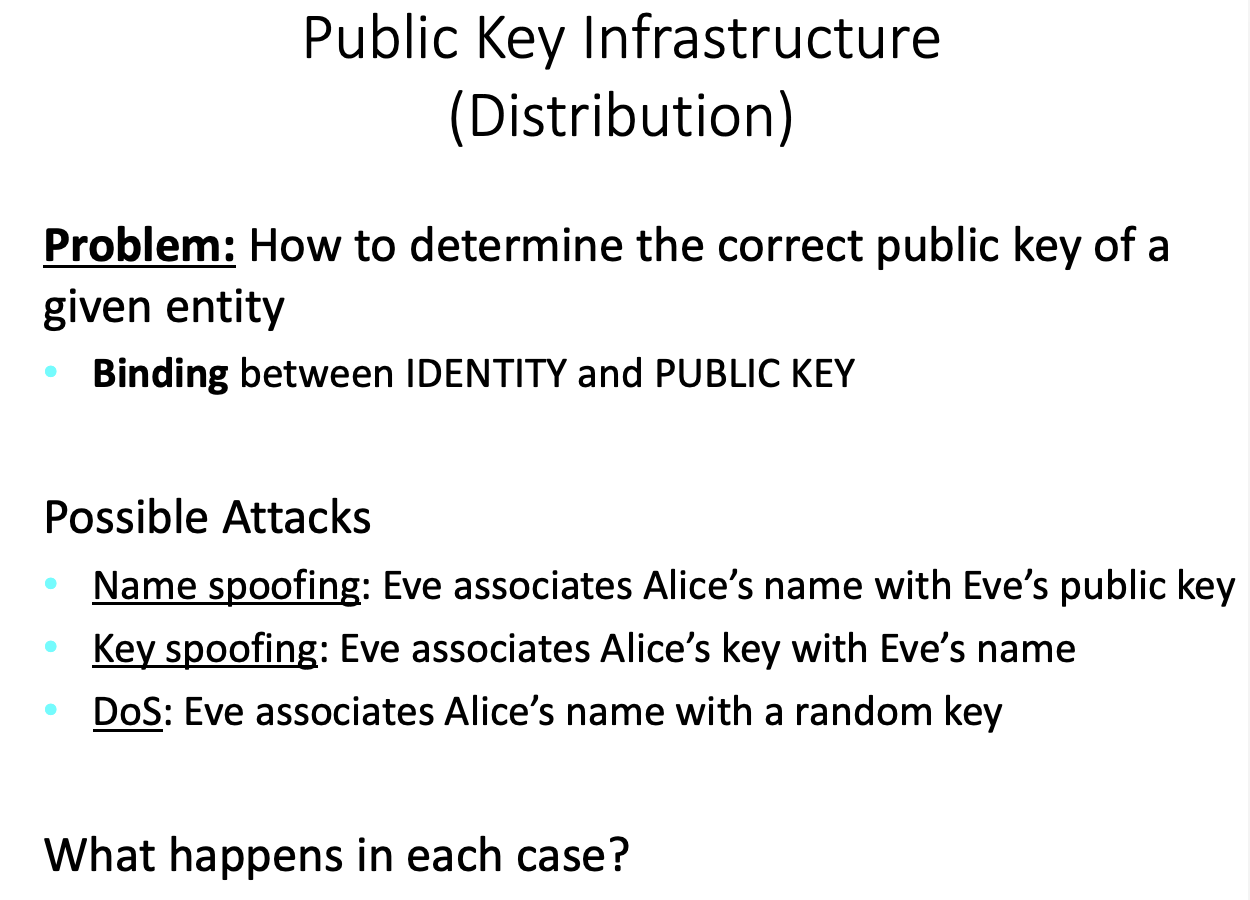 Public Key Infrastructure
(Distribution)
Problem: How to determine the correct public key of a
given entity
• Binding between IDENTITY and PUBLIC KEY
Possible Attacks
• Name spoofing: Eve associates Alice’s name with Eve’s public key
• Key spoofing: Eve associates Alice’s key with Eve’s name
• DoS: Eve associates Alice’s name with a random key
What happens in each case?